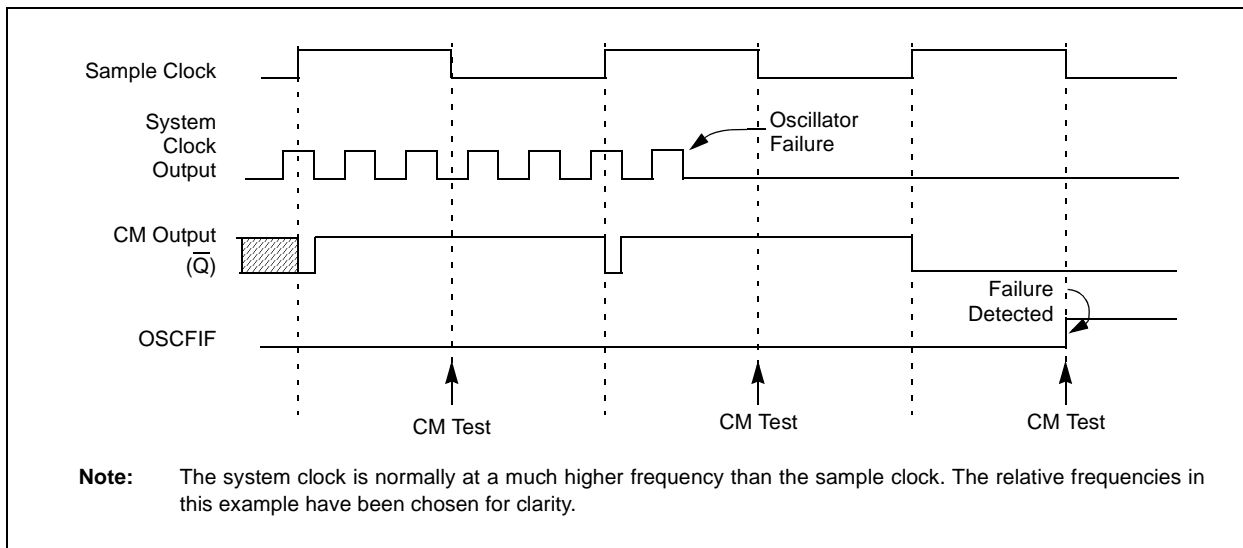 Sample Clock
System
Clock
Output
Oscillator
Failure
CM Output
(Q̅)
Failure
Detected
OSCFIF
CM Test
CM Test
CM Test
Note: The system clock is normally at a much higher frequency than the sample clock. The relative frequencies in
this example have been chosen for clarity.